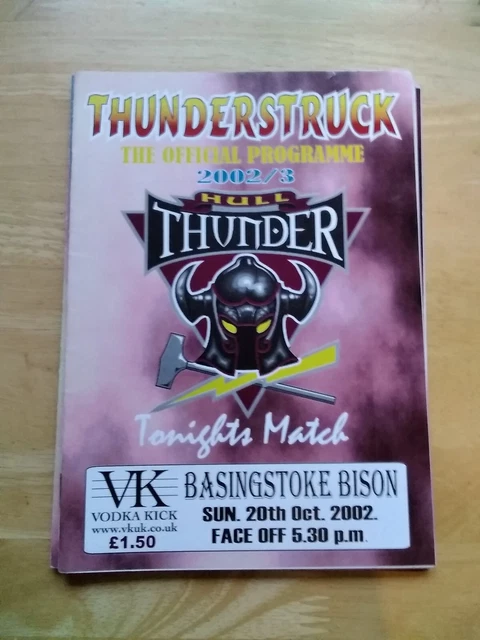 THUNDERSTRUCK
THE OFFICIAL PROGRAMME
2002/3
HULL
THUNDER
Tonights Match
VK
VODKA KICK
www.vkuk.co.uk
£1.50
BASINGSTOKE BISON
SUN. 20th Oct. 2002.
FACE OFF 5.30 p.m.